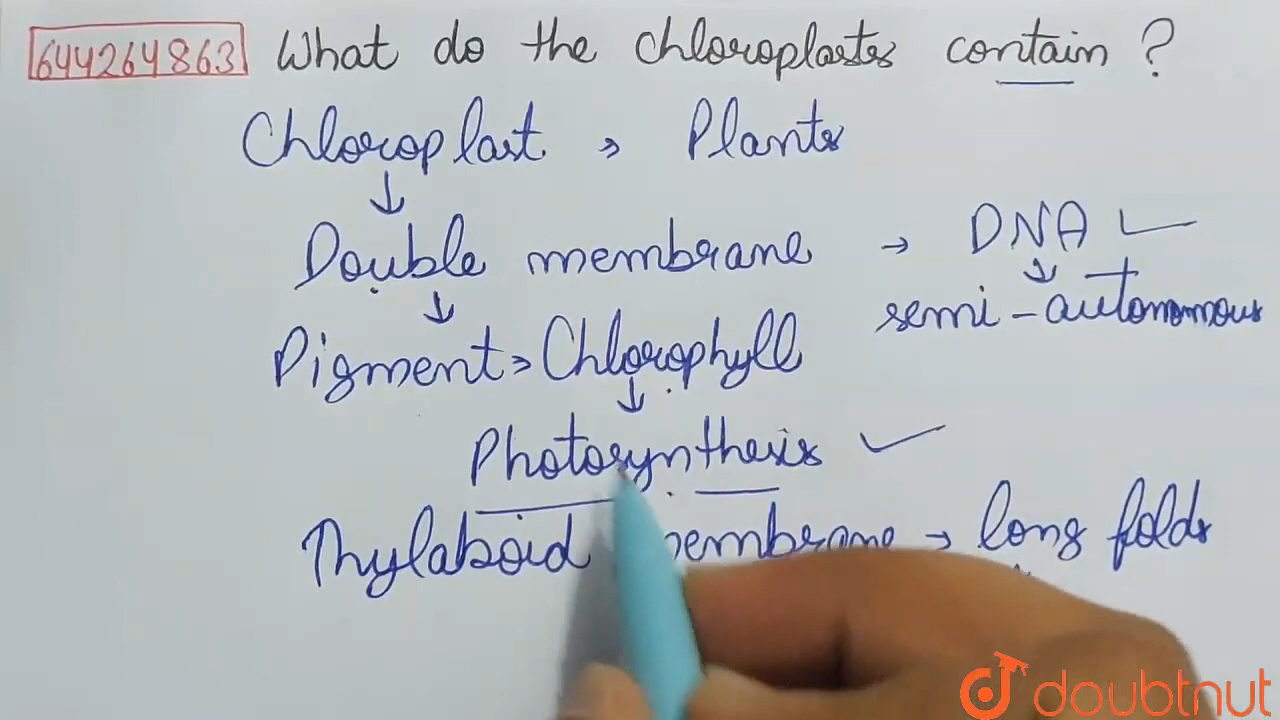 644264863 What do the chloroplasts contain ?
Chloroplast → Plants
↓
Double membrane → DNA ✓
↓ ↓
semi-autonomous
Pigment → Chlorophyll
↓
Photosynthesis ✓
Thylakoid membrane → long folds
doubtnut